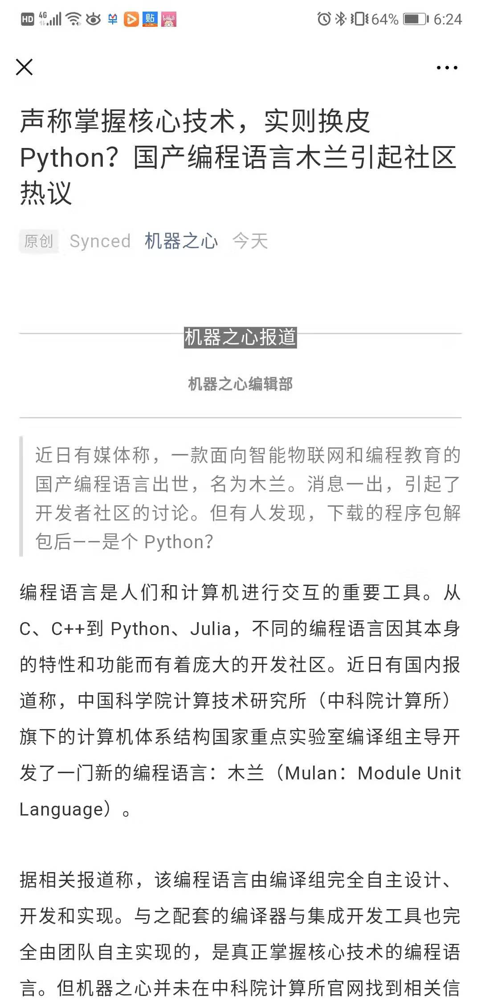 HD 4G 贴 bilibili 64% 6:24
声称掌握核心技术，实则换皮
Python？国产编程语言木兰引起社区
热议
原创 Synced 机器之心 今天
机器之心报道
机器之心编辑部
近日有媒体称，一款面向智能物联网和编程教育的
国产编程语言出世，名为木兰。消息一出，引起了
开发者社区的讨论。但有人发现，下载的程序包解
包后——是个 Python？
编程语言是人们和计算机进行交互的重要工具。从
C、C++到 Python、Julia，不同的编程语言因其本身
的特性和功能而有着庞大的开发社区。近日有国内报
道称，中国科学院计算技术研究所（中科院计算所）
旗下的计算机体系结构国家重点实验室编译组主导开
发了一门新的编程语言：木兰（Mulan：Module Unit
Language）。
据相关报道称，该编程语言由编译组完全自主设计、
开发和实现。与之配套的编译器与集成开发工具也完
全由团队自主实现的，是真正掌握核心技术的编程语
言。但机器之心并未在中科院计算所官网找到相关信